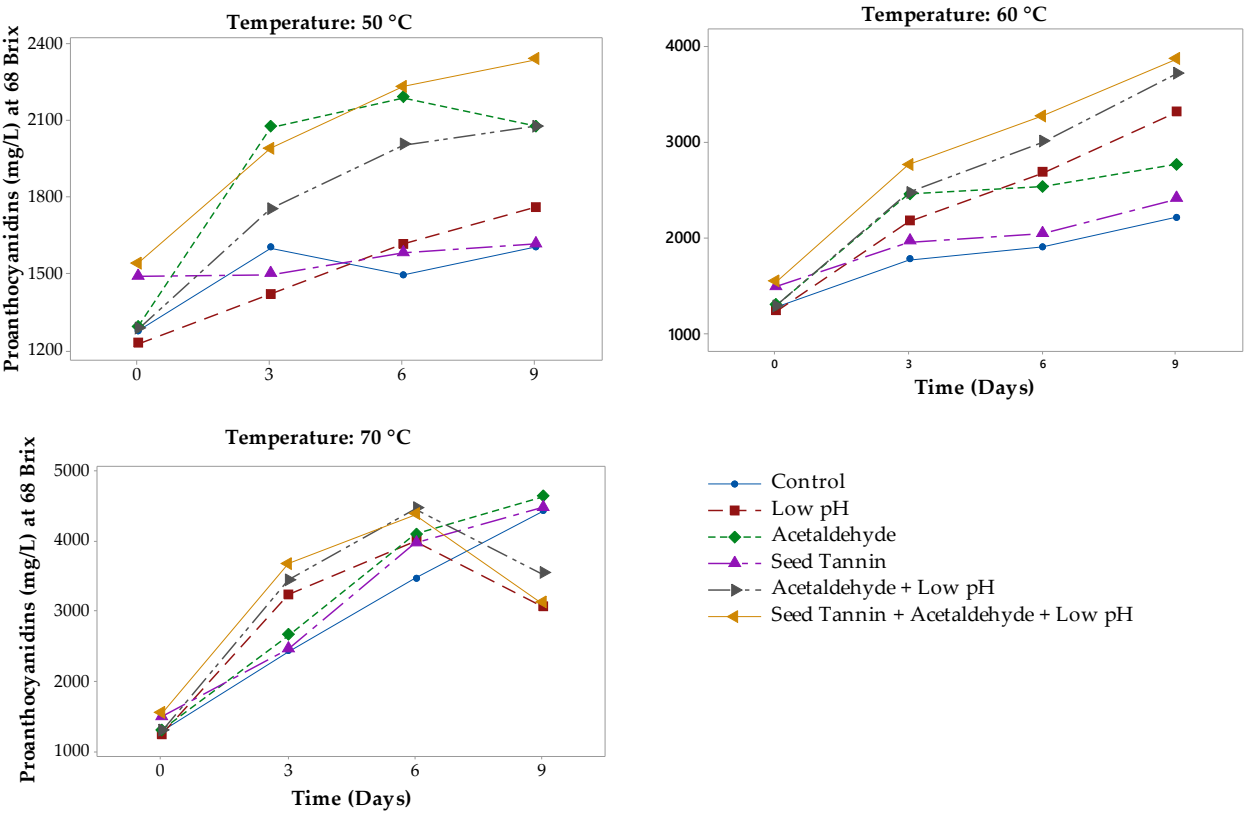 Temperature: 50 °C
Proanthocyanidins (mg/L) at 68 Brix
2400
2100
1800
1500
1200
0 3 6 9
Temperature: 60 °C
4000
3000
2000
1000
0 3 6 9
Time (Days)
Temperature: 70 °C
Proanthocyanidins (mg/L) at 68 Brix
5000
4000
3000
2000
1000
0 3 6 9
Time (Days)
Control
Low pH
Acetaldehyde
Seed Tannin
Acetaldehyde + Low pH
Seed Tannin + Acetaldehyde + Low pH